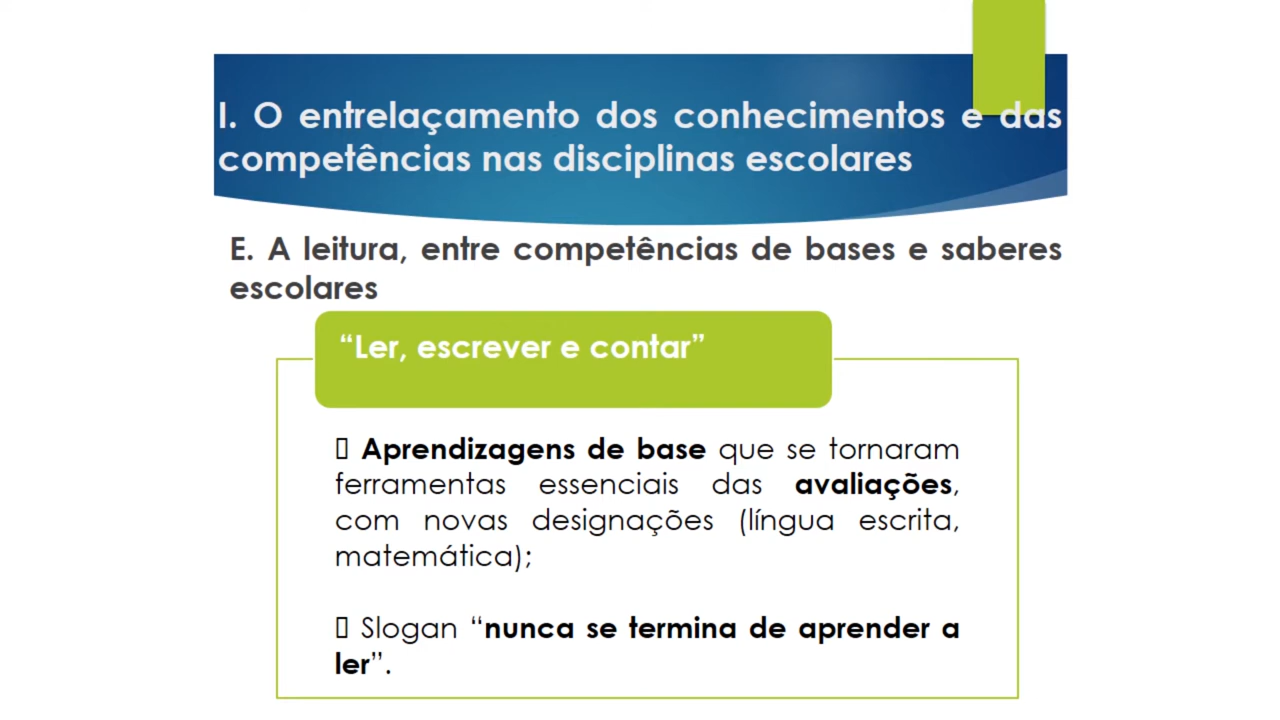 I. O entrelaçamento dos conhecimentos e das
competências nas disciplinas escolares
E. A leitura, entre competências de bases e saberes
escolares
“Ler, escrever e contar”
▯ Aprendizagens de base que se tornaram
ferramentas essenciais das avaliações,
com novas designações (língua escrita,
matemática);
▯ Slogan “nunca se termina de aprender a
ler”.